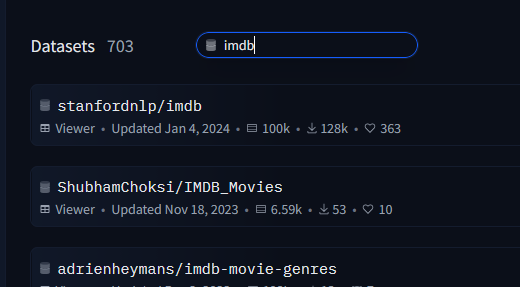 Datasets 703 imdb
stanfordnlp/imdb
Viewer • Updated Jan 4, 2024 • 100k • 128k • 363
ShubhamChoksi/IMDB_Movies
Viewer • Updated Nov 18, 2023 • 6.59k • 53 • 10
adrienheymans/imdb-movie-genres